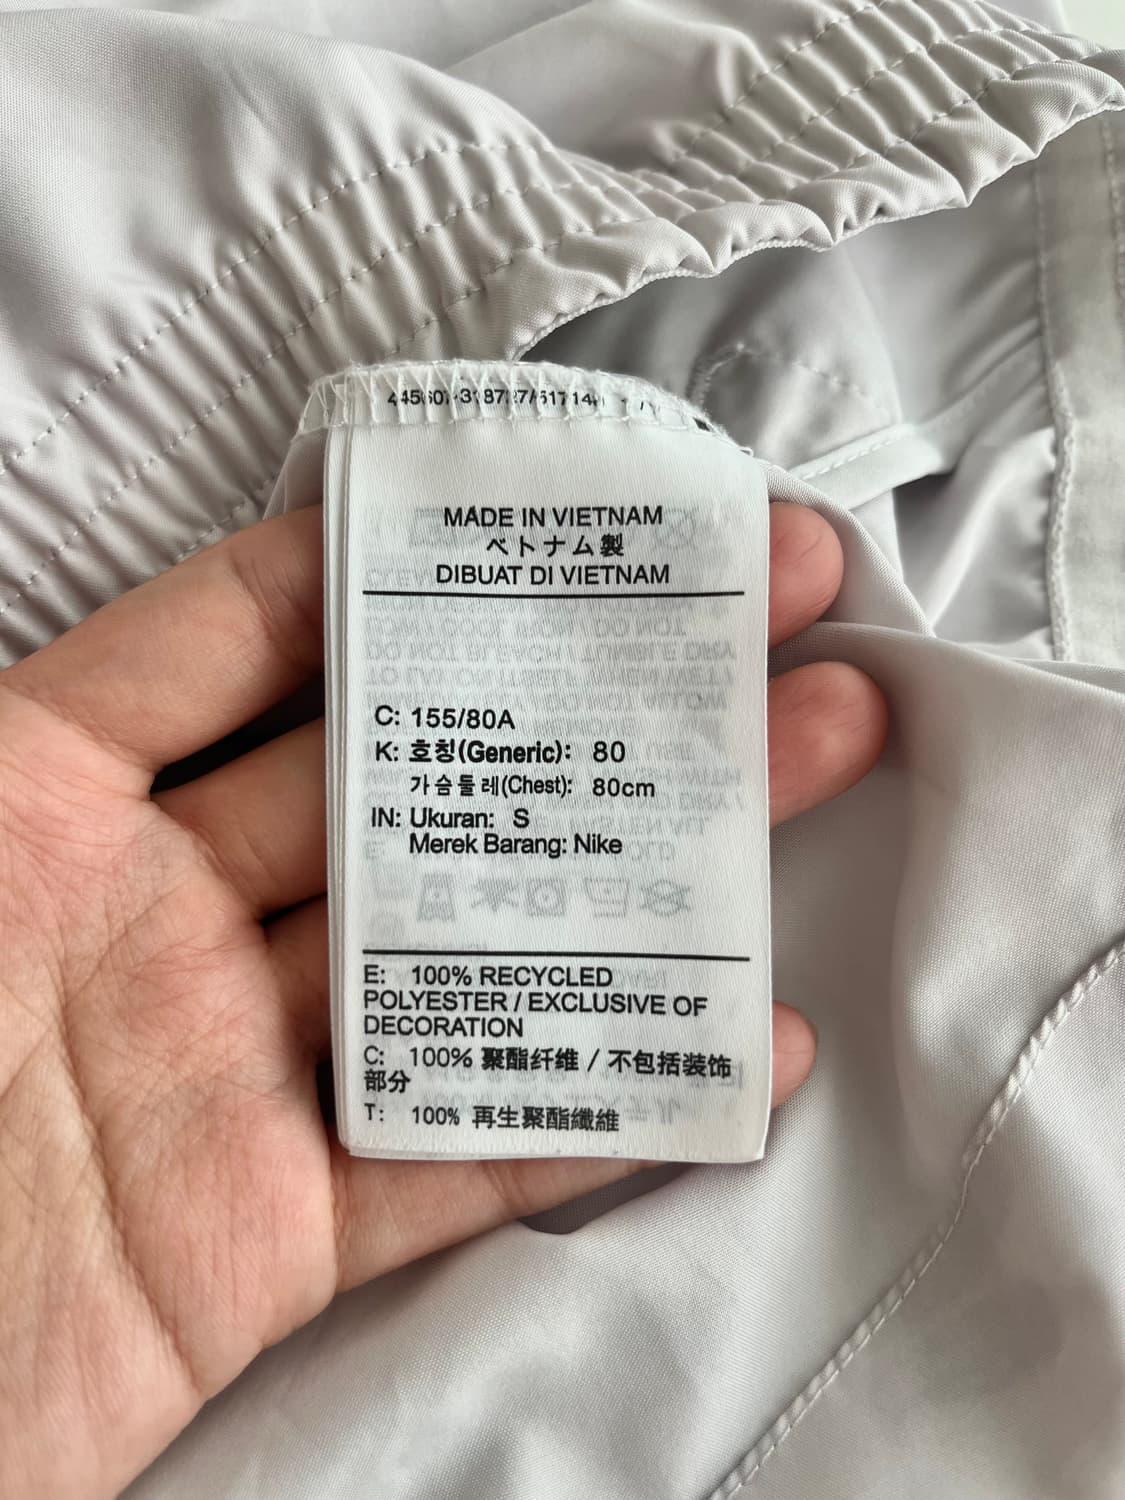 MADE IN VIETNAM
ベトナム製
DIBUAT DI VIETNAM
C: 155/80A
K: 호칭(Generic): 80
가슴둘레(Chest): 80cm
IN: Ukuran: S
Merek Barang: Nike
E: 100% RECYCLED
POLYESTER / EXCLUSIVE OF
DECORATION
C: 100% 聚酯纤维 / 不包括装饰
部分
T: 100% 再生聚酯纖維